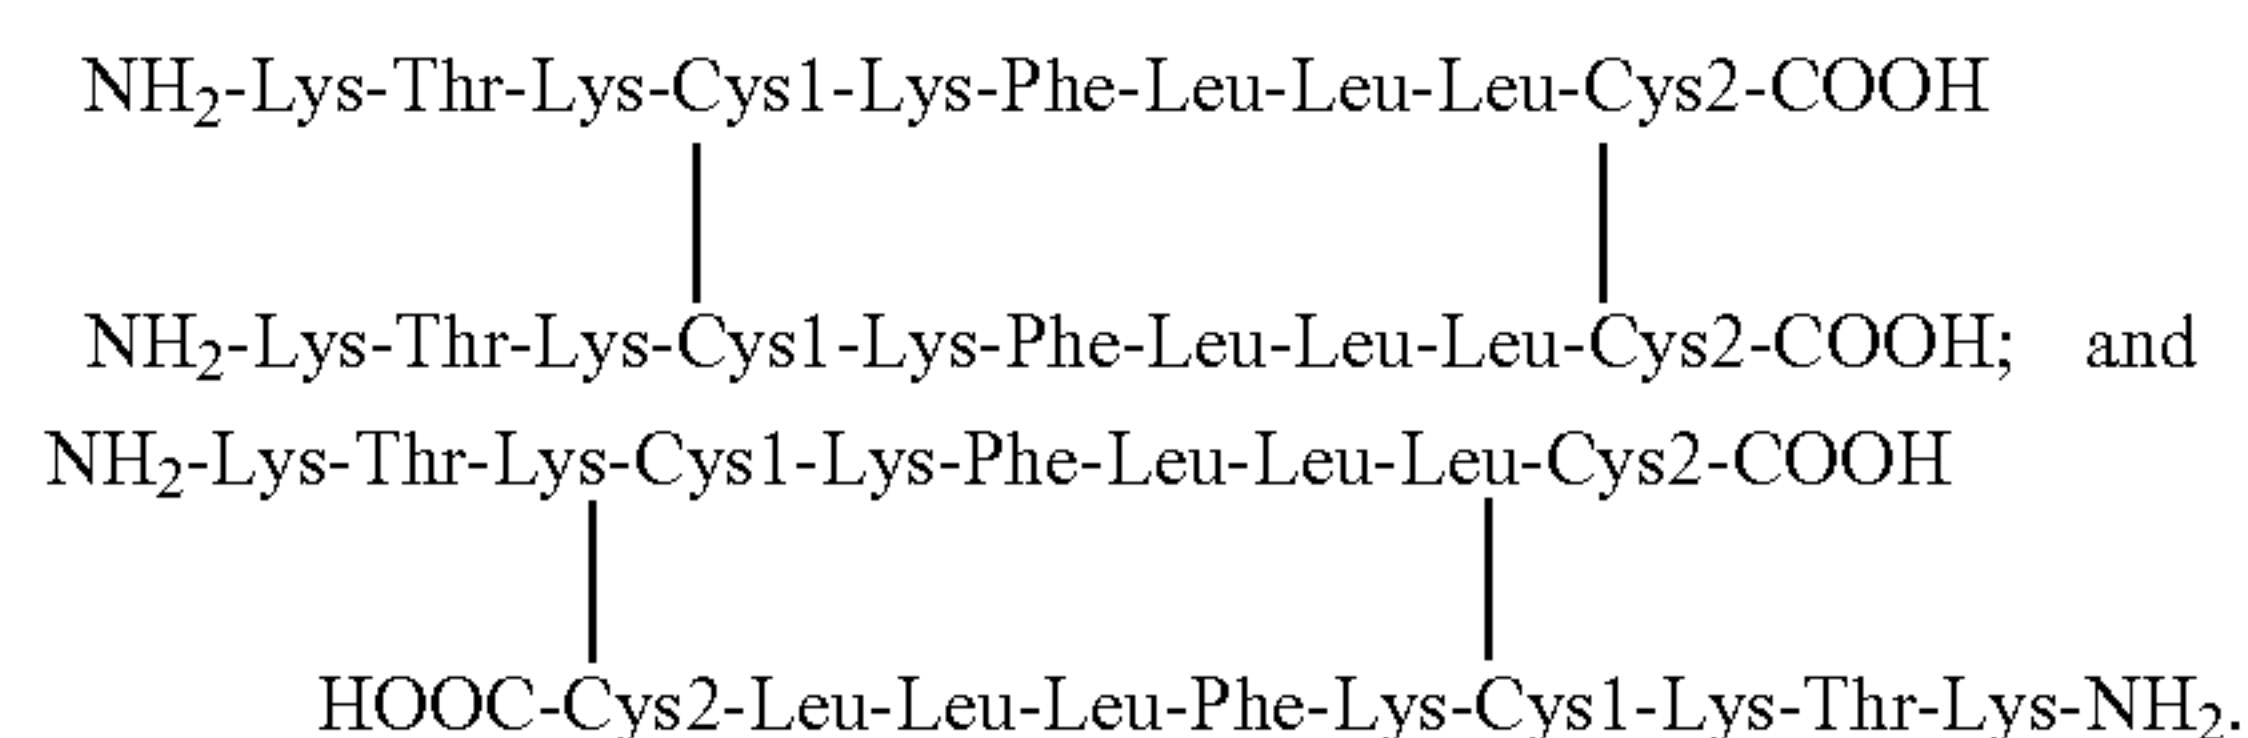 NH₂-Lys-Thr-Lys-Cys1-Lys-Phe-Leu-Leu-Leu-Cys2-COOH
NH₂-Lys-Thr-Lys-Cys1-Lys-Phe-Leu-Leu-Leu-Cys2-COOH; and
NH₂-Lys-Thr-Lys-Cys1-Lys-Phe-Leu-Leu-Leu-Cys2-COOH
HOOC-Cys2-Leu-Leu-Leu-Phe-Lys-Cys1-Lys-Thr-Lys-NH₂.